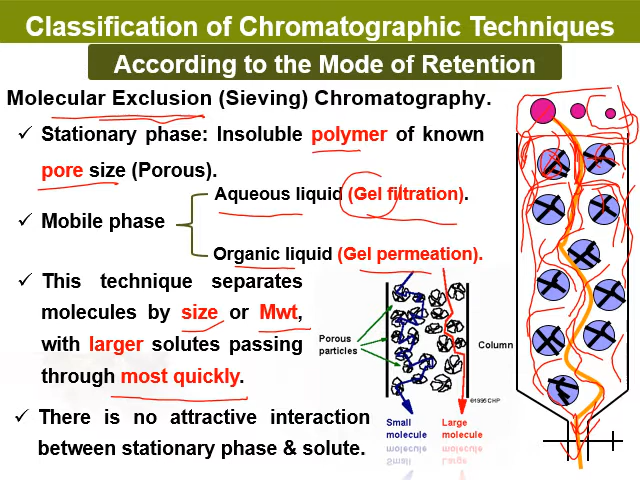 Classification of Chromatographic Techniques
According to the Mode of Retention
Molecular Exclusion (Sieving) Chromatography.
✓ Stationary phase: Insoluble polymer of known
pore size (Porous).
Aqueous liquid (Gel filtration).
✓ Mobile phase
Organic liquid (Gel permeation).
✓ This technique separates
molecules by size or Mwt,
with larger solutes passing
through most quickly.
✓ There is no attractive interaction
between stationary phase & solute.
Porous
particles
Column
©1995 CHP
Small
molecule
Large
molecule